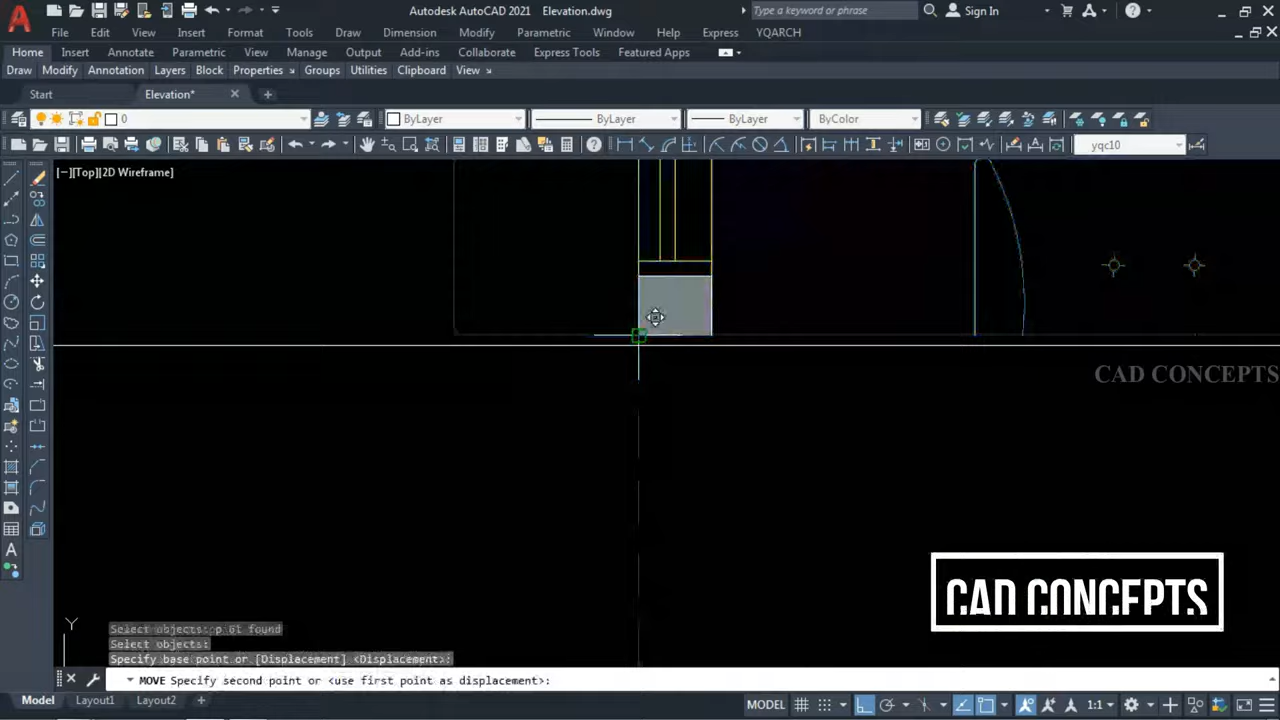 Autodesk AutoCAD 2021 Elevation.dwg
Type a keyword or phrase
Sign In
File Edit View Insert Format Tools Draw Dimension Modify Parametric Window Help Express YQARCH
Home Insert Annotate Parametric View Manage Output Add-ins Collaborate Express Tools Featured Apps
Draw Modify Annotation Layers Block Properties Groups Utilities Clipboard View
Start Elevation*
0 ByLayer ByLayer ByLayer ByColor
yqc10
[−][Top][2D Wireframe]
CAD CONCEPTS
CAD CONCEPTS
Y
Select objects: p 61 found
Select objects:
Specify base point or [Displacement] <Displacement>:
MOVE Specify second point or <use first point as displacement>:
Model Layout1 Layout2
MODEL 1:1